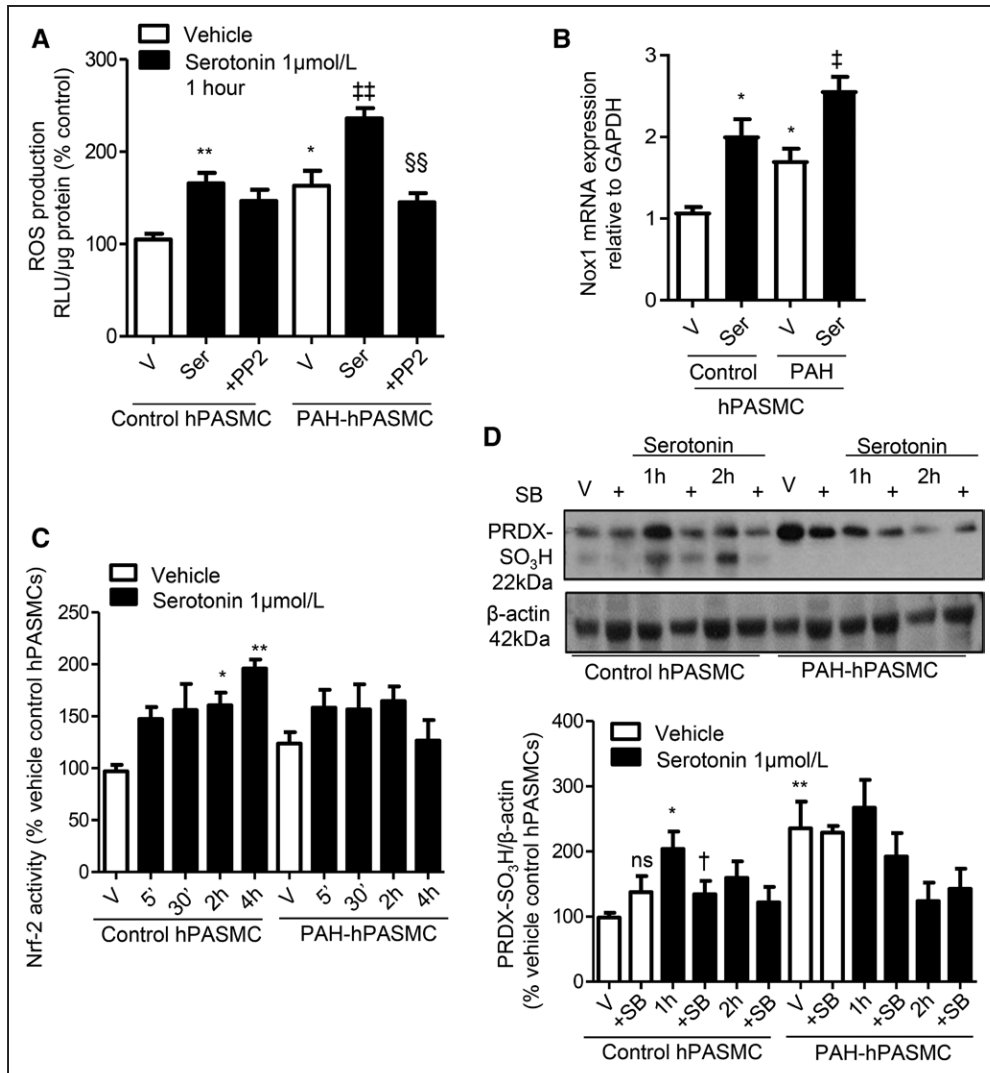 A
Vehicle
Serotonin 1µmol/L
1 hour
ROS production
RLU/µg protein (% control)
300
250
200
150
100
50
0
**
*
‡‡
§§
V
Ser
+PP2
V
Ser
+PP2
Control hPASMC
PAH-hPASMC
B
Nox1 mRNA expression
relative to GAPDH
3
2
1
0
*
*
‡
V
Ser
V
Ser
Control
PAH
hPASMC
C
Vehicle
Serotonin 1µmol/L
Nrf-2 activity (% vehicle control hPASMCs)
250
200
150
100
50
0
*
**
V
5'
30'
2h
4h
V
5'
30'
2h
4h
Control hPASMC
PAH-hPASMC
D
Serotonin
Serotonin
V
1h
2h
V
1h
2h
SB
+
+
+
+
+
+
PRDX-
SO₃H
22kDa
β-actin
42kDa
Control hPASMC
PAH-hPASMC
Vehicle
Serotonin 1µmol/L
PRDX-SO₃H/β-actin
(% vehicle control hPASMCs)
400
300
200
100
0
ns
*
†
**
V
+SB
1h
+SB
2h
+SB
V
+SB
1h
+SB
2h
+SB
Control hPASMC
PAH-hPASMC